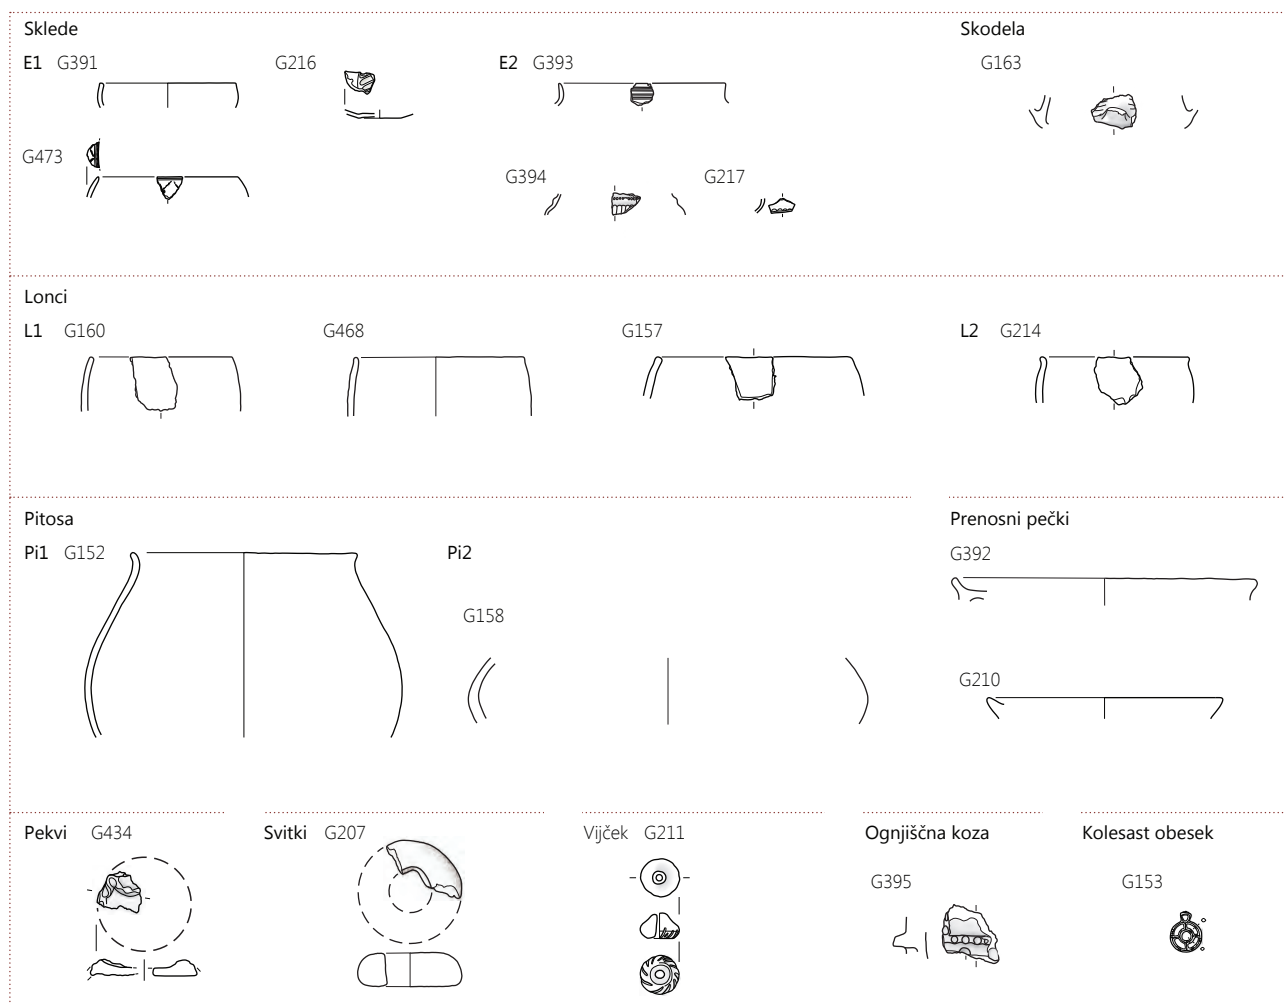 Sklede
Skodela
E1 G391
G216
E2 G393
G163
G473
G394
G217
Lonci
L1 G160
G468
G157
L2 G214
Pitosa
Prenosni pečki
Pi1 G152
Pi2
G392
G158
G210
Pekvi G434
Svitki G207
Vijček G211
Ognjiščna koza
Kolesast obesek
G395
G153